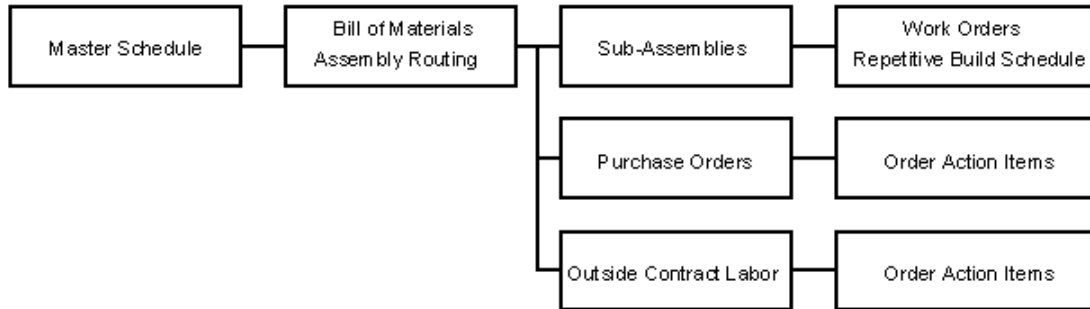 Master Schedule
Bill of Materials
Assembly Routing
Sub-Assemblies
Work Orders
Repetitive Build Schedule
Purchase Orders
Order Action Items
Outside Contract Labor
Order Action Items